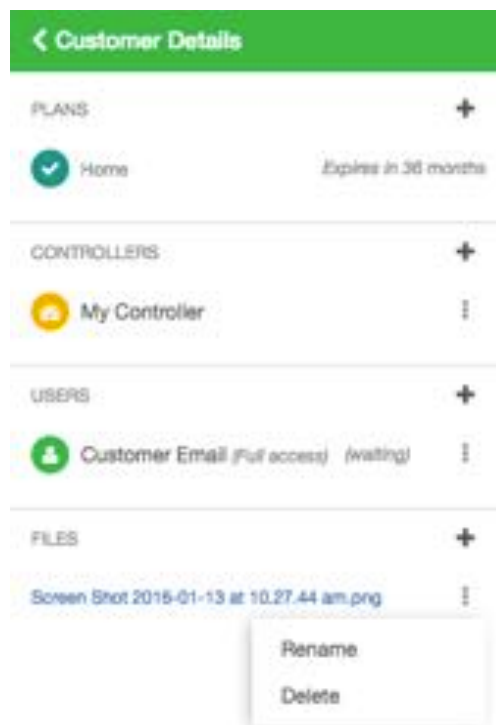 Customer Details
PLANS
Home Expires in 36 months
CONTROLLERS
My Controller
USERS
Customer Email (Full access) (waiting)
FILES
Screen Shot 2016-01-13 at 10.27.44 am.png
Rename
Delete